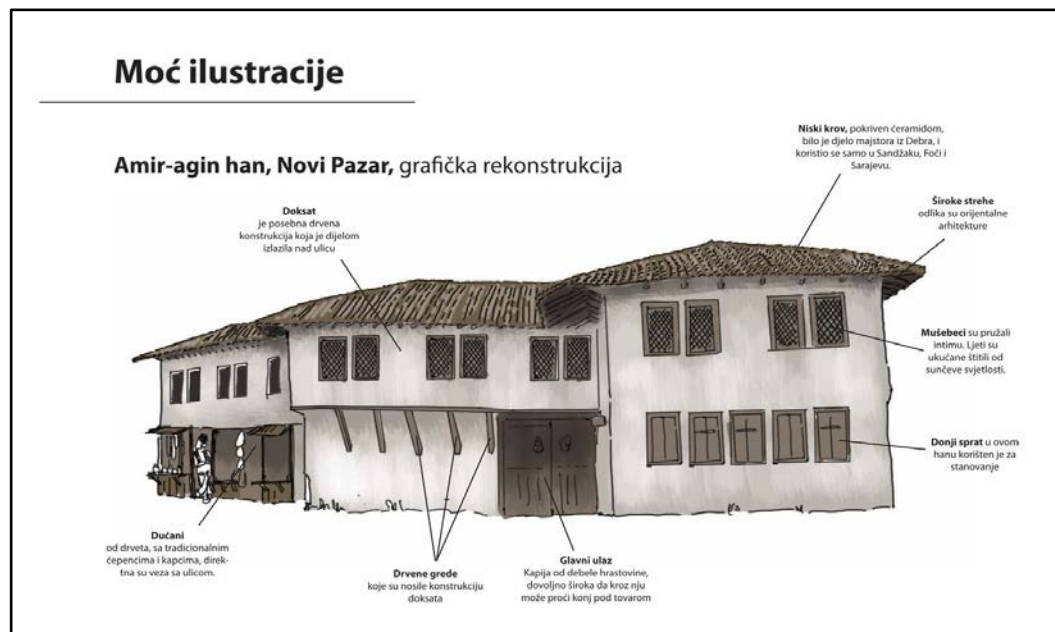 Moć ilustracije
Amir-agin han, Novi Pazar, grafička rekonstrukcija
Niski krov, pokriven ćeramidom,
bilo je djelo majstora iz Debra, i
koristio se samo u Sandžaku, Foči i
Sarajevu.
Široke strehe
odlika su orijentalne
arhitekture
Doksat
je posebna drvena
konstrukcija koja je dijelom
izlazila nad ulicu
Mušebeci su pružali
intimu. Ljeti su
ukućane štitili od
sunčeve svjetlosti.
Donji sprat u ovom
hanu korišten je za
stanovanje
Dućani
od drveta, sa tradicionalnim
ćepencima i kapcima, direk-
tna su veza sa ulicom.
Drvene grede
koje su nosile konstrukciju
doksata
Glavni ulaz
Kapija od debele hrastovine,
dovoljno široka da kroz nju
može proći konj pod tovarom